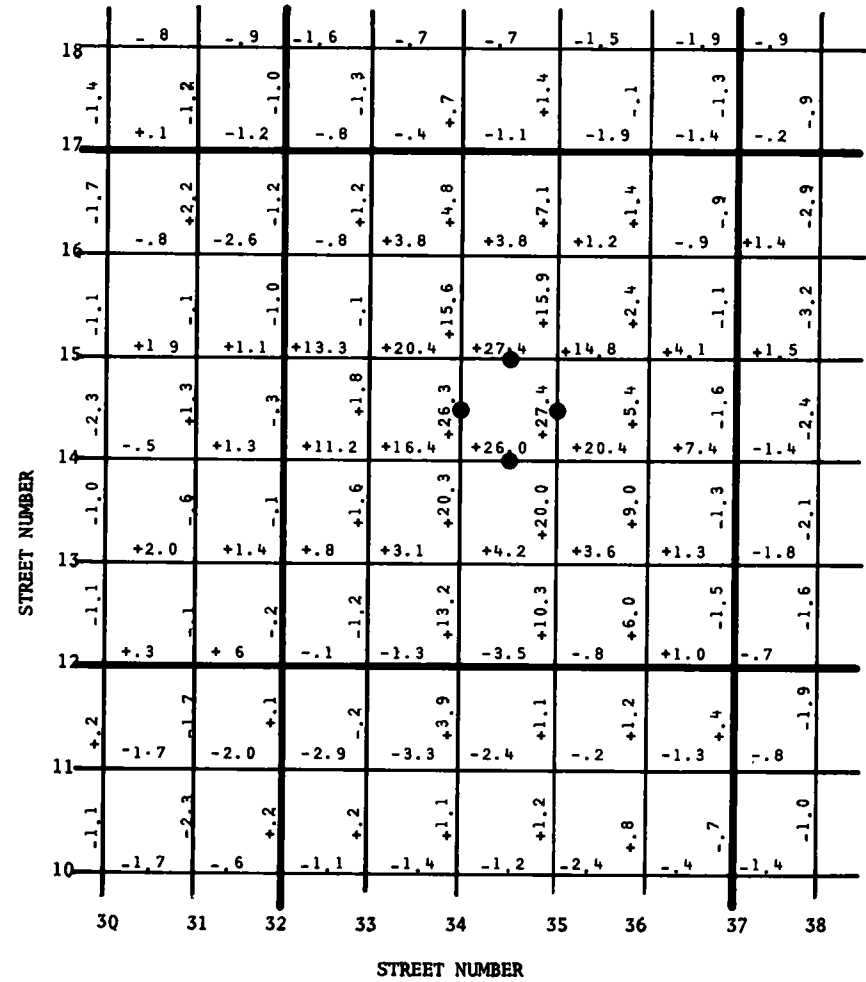 18 -.8 -.9 -1.6 -.7 -.7 -1.5 -1.9 -.9
-1.4 -1.2 -1.0 -1.3 +.7 +1.4 -.1 -1.3 -.9
17 +.1 -1.2 -.8 -.4 -1.1 -1.9 -1.4 -.2
-1.7 +2.2 -1.2 +1.2 +4.8 +7.1 +1.4 -.9 -2.9
16 -.8 -2.6 -.8 +3.8 +3.8 +1.2 -.9 +1.4
-1.1 -.1 -1.0 -.1 +15.6 +15.9 +2.4 -1.1 -3.2
15 +1 9 +1.1 +13.3 +20.4 +27.4 +14.8 +4.1 +1.5
-2.3 +1.3 -.3 +1.8 +26.3 +27.4 +5.4 -1.6 -2.4
14 -.5 +1.3 +11.2 +16.4 +26.0 +20.4 +7.4 -1.4
-1.0 -.6 -.1 +1.6 +20.3 +20.0 +9.0 -1.3 -2.1
13 +2.0 +1.4 +.8 +3.1 +4.2 +3.6 +1.3 -1.8
-1.1 -.1 -.2 -1.2 +13.2 +10.3 +6.0 -1.5 -1.6
12 +.3 + 6 -.1 -1.3 -3.5 -.8 +1.0 -.7
+.2 -1.7 +.1 -.2 +3.9 +1.1 +1.2 +.4 -1.9
11 -1.7 -2.0 -2.9 -3.3 -2.4 -.2 -1.3 -.8
-1.1 -2.3 +.2 +.2 +1.1 +1.2 +.8 -.7 -1.0
10 -1.7 -.6 -1.1 -1.4 -1.2 -2.4 -.4 -1.4
30 31 32 33 34 35 36 37 38
STREET NUMBER
STREET NUMBER